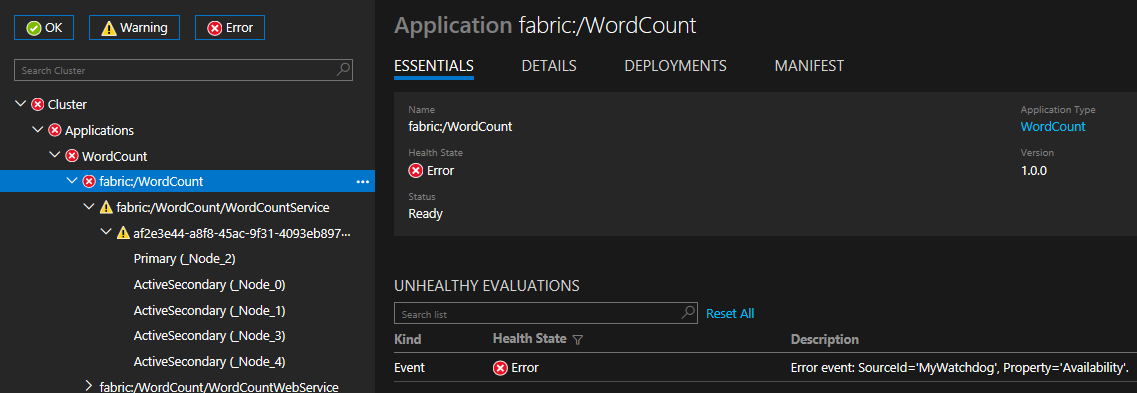 OK Warning Error
Search Cluster
Cluster
Applications
WordCount
fabric:/WordCount
fabric:/WordCount/WordCountService
af2e3e44-a8f8-45ac-9f31-4093eb897...
Primary (_Node_2)
ActiveSecondary (_Node_0)
ActiveSecondary (_Node_1)
ActiveSecondary (_Node_3)
ActiveSecondary (_Node_4)
fabric:/WordCount/WordCountWebService
Application fabric:/WordCount
ESSENTIALS DETAILS DEPLOYMENTS MANIFEST
Name
fabric:/WordCount
Health State
Error
Status
Ready
Application Type
WordCount
Version
1.0.0
UNHEALTHY EVALUATIONS
Search list Reset All
Kind Health State Description
Event Error Error event: SourceId='MyWatchdog', Property='Availability'.